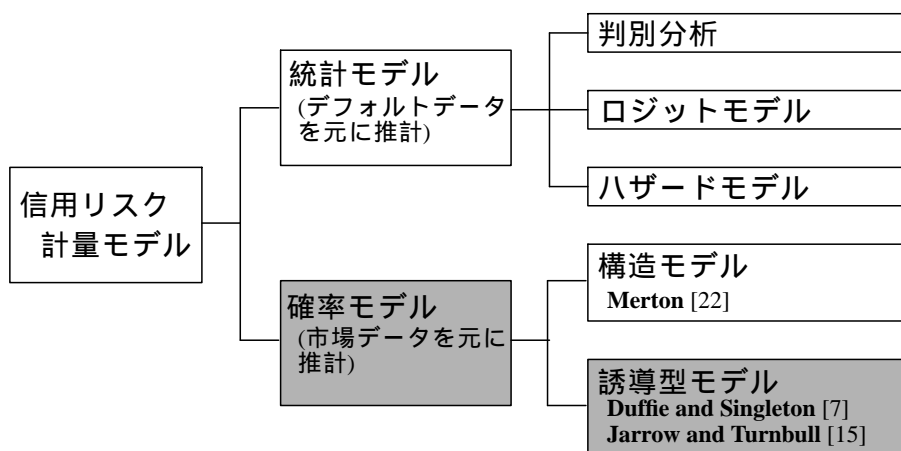 信用リスク
計量モデル
統計モデル
(デフォルトデータ
を元に推計)
判別分析
ロジットモデル
ハザードモデル
確率モデル
(市場データを元に
推計)
構造モデル
Merton [22]
誘導型モデル
Duffie and Singleton [7]
Jarrow and Turnbull [15]